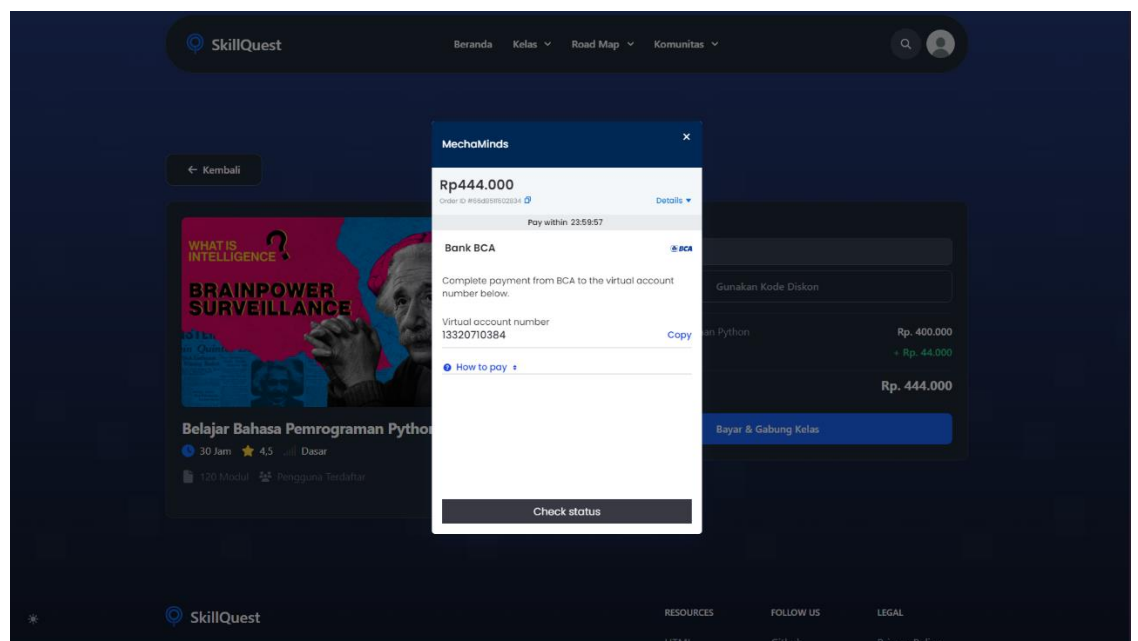 SkillQuest
Beranda
Kelas
Road Map
Komunitas
← Kembali
MechaMinds
×
Rp444.000
Details
Pay within 23:59:57
Bank BCA
BCA
Complete payment from BCA to the virtual account
number below.
Virtual account number
13320710384
Copy
How to pay
Check status
WHAT IS
INTELLIGENCE?
BRAINPOWER
SURVEILLANCE
Belajar Bahasa Pemrograman
30 Jam
4,5
Dasar
120 Modul
Pengguna Terdaftar
Gunakan Kode Diskon
Python
Rp. 400.000
+ Rp. 44.000
Rp. 444.000
Bayar & Gabung Kelas
SkillQuest
RESOURCES
FOLLOW US
LEGAL